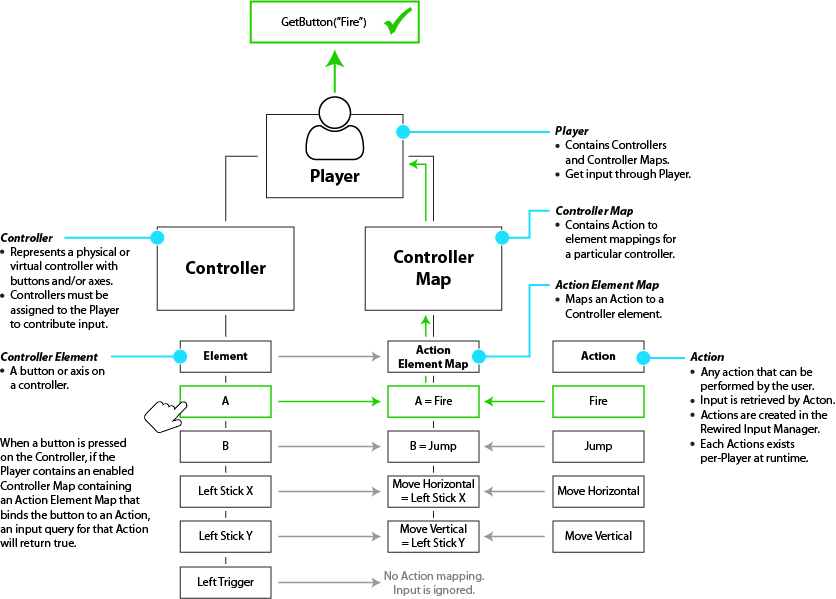 GetButton("Fire")
Player
Player
• Contains Controllers
and Controller Maps.
• Get input through Player.
Controller
• Represents a physical or
virtual controller with
buttons and/or axes.
• Controllers must be
assigned to the Player
to contribute input.
Controller
Controller
Map
Controller Map
• Contains Action to
element mappings for
a particular controller.
Action Element Map
• Maps an Action to a
Controller element.
Controller Element
• A button or axis on
a controller.
Element
Action
Element Map
Action
Action
• Any action that can be
performed by the user.
• Input is retrieved by Acton.
• Actions are created in the
Rewired Input Manager.
• Each Actions exists
per-Player at runtime.
A
A = Fire
Fire
B
B = Jump
Jump
Left Stick X
Move Horizontal
= Left Stick X
Move Horizontal
Left Stick Y
Move Vertical
= Left Stick Y
Move Vertical
Left Trigger
No Action mapping.
Input is ignored.
When a button is pressed
on the Controller, if the
Player contains an enabled
Controller Map containing
an Action Element Map that
binds the button to an Action,
an input query for that Action
will return true.